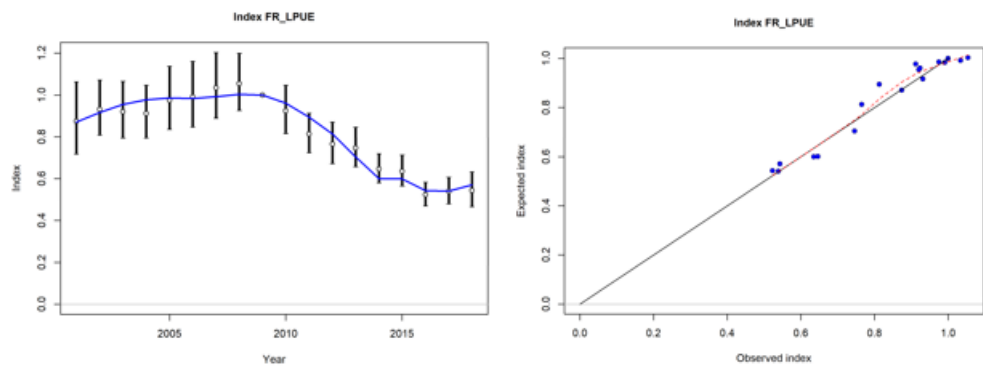 Index FR_LPUE
Index
1.2
1.0
0.8
0.6
0.4
0.2
0.0
2005 2010 2015
Year
Index FR_LPUE
Expected index
1.0
0.8
0.6
0.4
0.2
0.0
0.0 0.2 0.4 0.6 0.8 1.0
Observed index